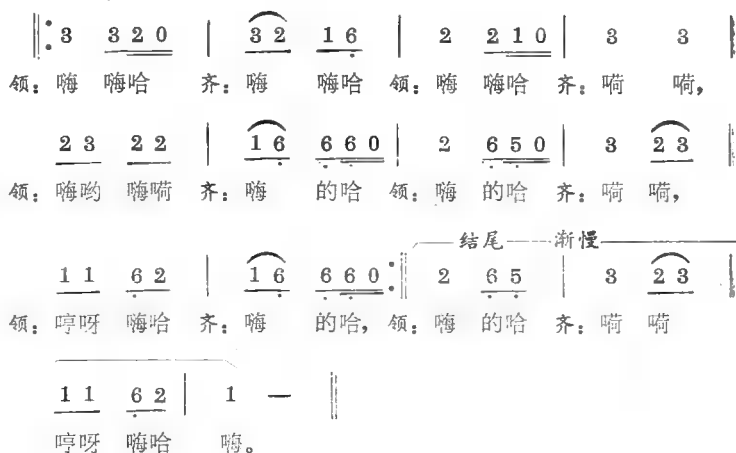 3 320 | 32 16 | 2 210 | 3 3
领：嗨 嗨哈 齐：嗨 嗨哈 领：嗨 嗨哈 齐：嗬 嗬，
23 22 | 16 660 | 2 650 | 3 23
领：嗨哟 嗨嗬 齐：嗨 的哈 领：嗨 的哈 齐：嗬 嗬，
结尾 渐慢
11 62 | 16 660 2 65 | 3 23
领：哼呀 嗨哈 齐：嗨 的哈，领：嗨 的哈 齐：嗬 嗬
11 62 | 1 —
哼呀 嗨哈 嗨。